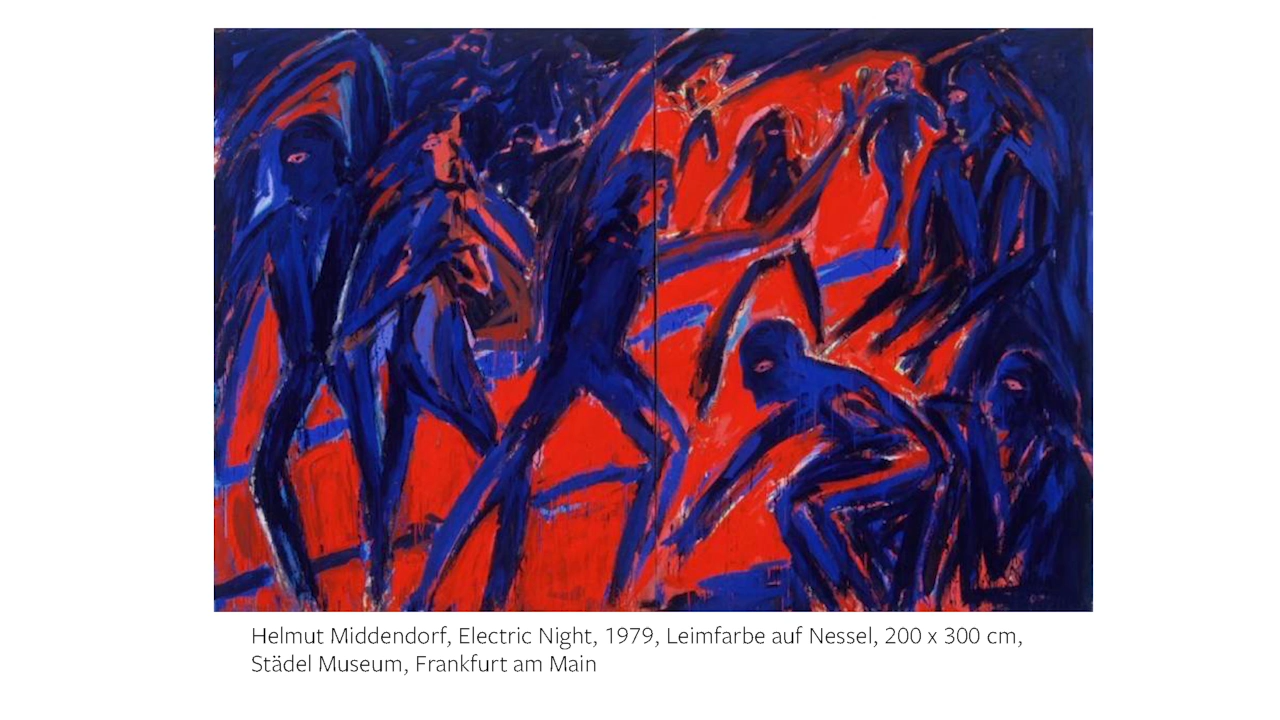 Helmut Middendorf, Electric Night, 1979, Leimfarbe auf Nessel, 200 x 300 cm,
Städel Museum, Frankfurt am Main